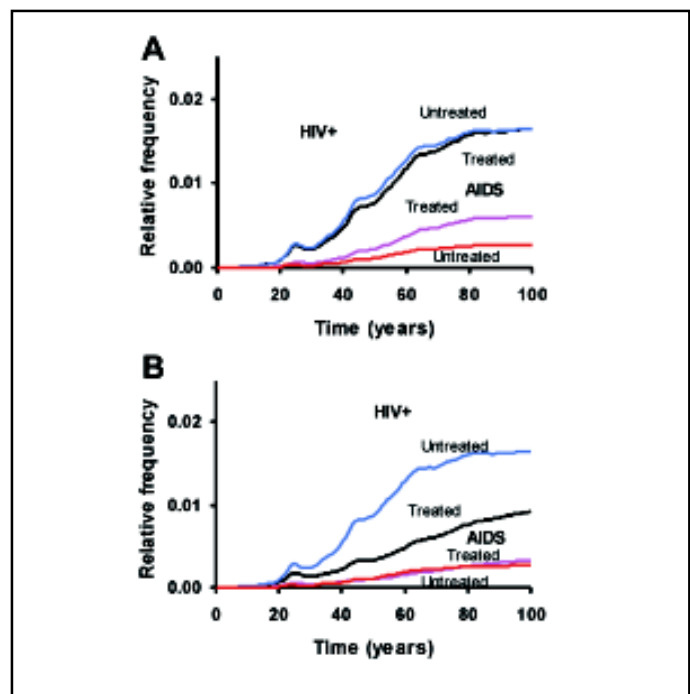 A
Relative frequency
0.02
0.01
0.00
HIV+
Untreated
Treated
AIDS
Treated
Untreated
0 20 40 60 80 100
Time (years)
B
Relative frequency
0.02
0.01
0.00
HIV+
Untreated
Treated
AIDS
Treated
Untreated
0 20 40 60 80 100
Time (years)